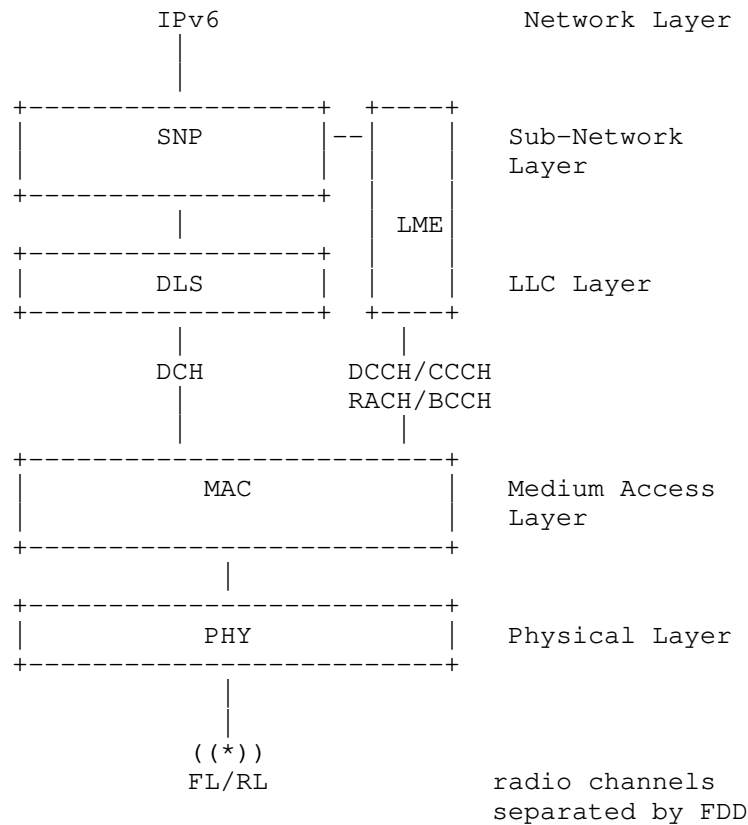 IPv6 Network Layer
SNP Sub-Network
Layer
LME
DLS LLC Layer
DCH DCCH/CCCH
RACH/BCCH
MAC Medium Access
Layer
PHY Physical Layer
((*))
FL/RL radio channels
separated by FDD